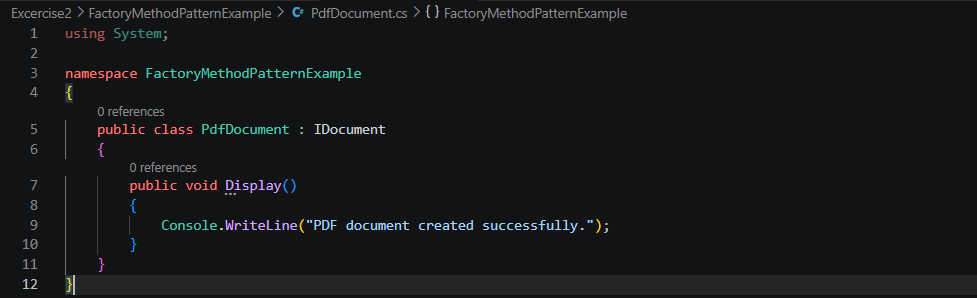 Excercise2 > FactoryMethodPatternExample > C# PdfDocument.cs > {} FactoryMethodPatternExample
1 using System;
2
3 namespace FactoryMethodPatternExample
4 {
0 references
5 public class PdfDocument : IDocument
6 {
0 references
7 public void Display()
8 {
9 Console.WriteLine("PDF document created successfully.");
10 }
11 }
12 }